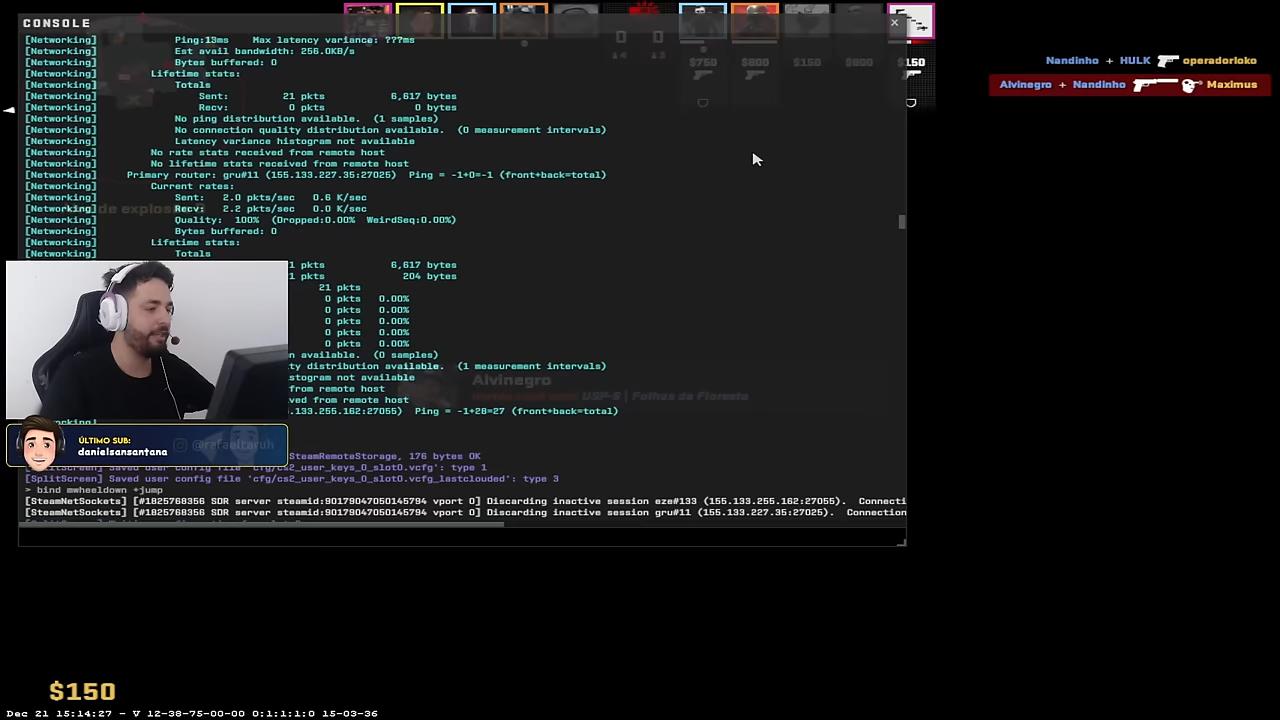 CONSOLE
[Networking] Ping:13ms Max latency variance: ???ms
[Networking] Est avail bandwidth: 256.0KB/s
[Networking] Bytes buffered: 0
[Networking] Lifetime stats:
[Networking] Totals
[Networking] Sent: 21 pkts 6,617 bytes
[Networking] Recv: 0 pkts 0 bytes
[Networking] No ping distribution available. (1 samples)
[Networking] No connection quality distribution available. (0 measurement intervals)
[Networking] Latency variance histogram not available
[Networking] No rate stats received from remote host
[Networking] No lifetime stats received from remote host
[Networking] Primary router: gru#11 (155.133.227.35:27025) Ping = -1+0=-1 (front+back=total)
[Networking] Current rates:
[Networking] Sent: 2.0 pkts/sec 0.6 K/sec
[Networking] Recv: 2.2 pkts/sec 0.0 K/sec
[Networking] Quality: 100% (Dropped:0.00% WeirdSeq:0.00%)
[Networking] Bytes buffered: 0
[Networking] Lifetime stats:
[Networking] Totals
1 pkts 6,617 bytes
1 pkts 204 bytes
21 pkts
0 pkts 0.00%
0 pkts 0.00%
0 pkts 0.00%
0 pkts 0.00%
0 pkts 0.00%
n available. (0 samples)
ty distribution available. (1 measurement intervals)
stogram not available
from remote host
ved from remote host
.133.255.162:27055) Ping = -1+28=27 (front+back=total)
SteamRemoteStorage, 176 bytes OK
[SplitScreen] Saved user config file 'cfg/cs2_user_keys_0_slot0.vcfg': type 1
[SplitScreen] Saved user config file 'cfg/cs2_user_keys_0_slot0.vcfg_lastclouded': type 3
> bind mwheeldown +jump
[SteamNetSockets] [#1825768356 SDR server steamid:90179047050145794 vport 0] Discarding inactive session eze#133 (155.133.255.162:27055). Connecti
[SteamNetSockets] [#1825768356 SDR server steamid:90179047050145794 vport 0] Discarding inactive session gru#11 (155.133.227.35:27025). Connection
0 0
$750 $800 $150 $800 $150
Nandinho + HULK operadorloko
Alvinegro + Nandinho Maximus
Alvinegro
USP-S | Folhas da Floresta
ÚLTIMO SUB:
danielsansantana
@rafaeltaruh
$150
Dec 21 15:14:27 - V 12-38-75-00-00 0:1:1:1:0 15-03-36